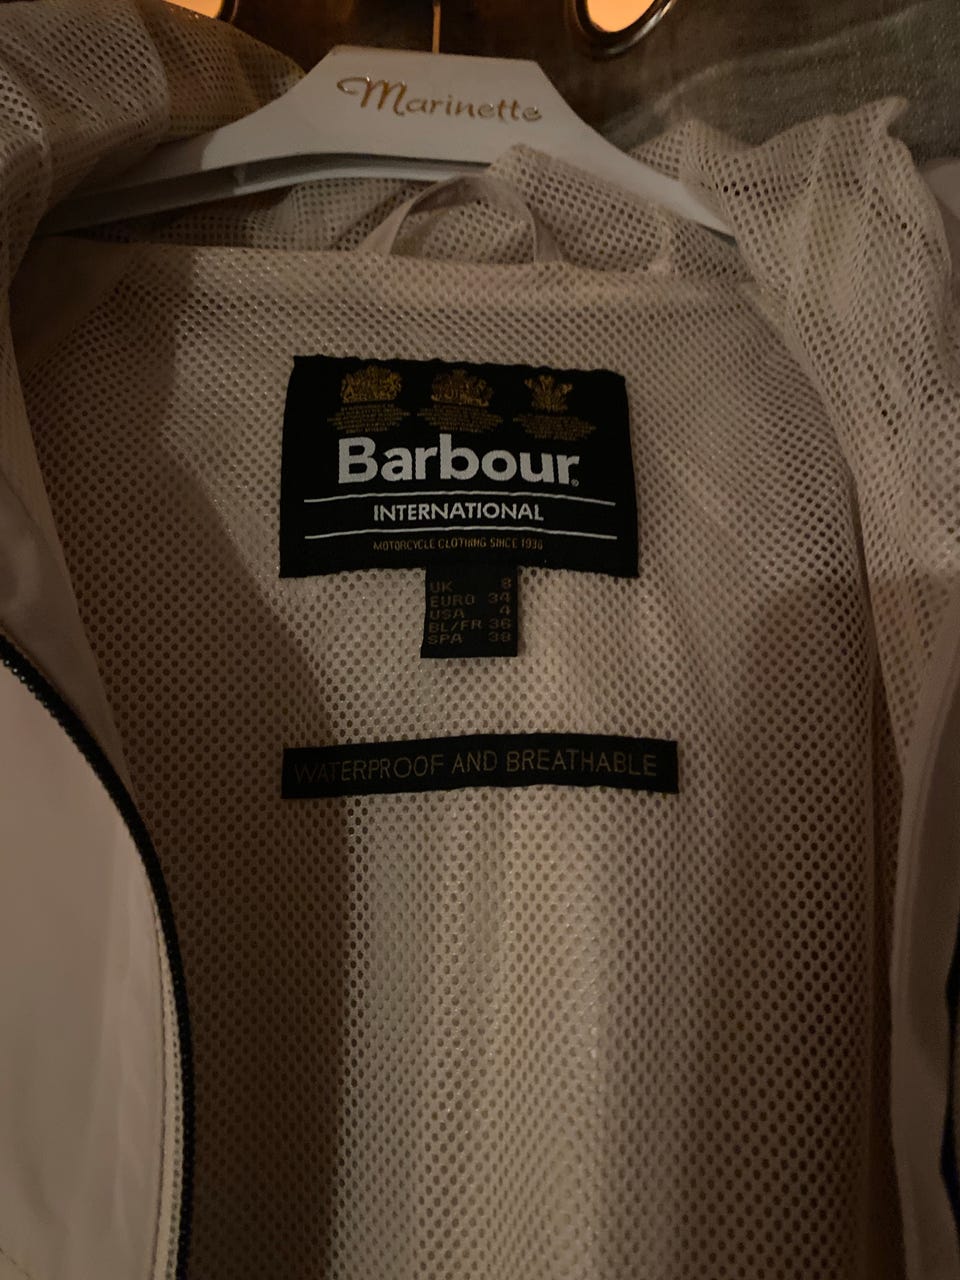 Marinette
Barbour
INTERNATIONAL
MOTORCYCLE CLOTHING SINCE 1936
UK 8
EURO 34
USA 4
BL/FR 36
SPA 38
WATERPROOF AND BREATHABLE